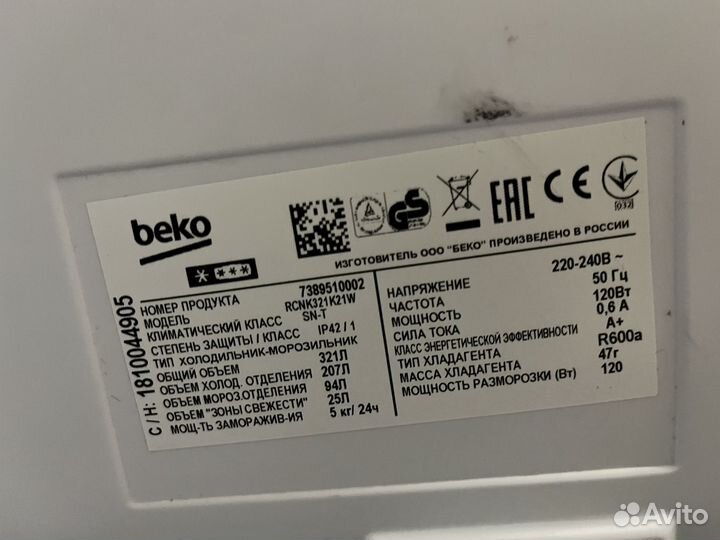 beko
* ***
EAC CE
032
ИЗГОТОВИТЕЛЬ ООО "БЕКО" ПРОИЗВЕДЕНО В РОССИИ
С/Н: 1810044905
НОМЕР ПРОДУКТА 7389510002
МОДЕЛЬ RCNK321K21W
КЛИМАТИЧЕСКИЙ КЛАСС SN-T
СТЕПЕНЬ ЗАЩИТЫ / КЛАСС IP42 / 1
ТИП ХОЛОДИЛЬНИК-МОРОЗИЛЬНИК
ОБЩИЙ ОБЪЕМ 321Л
ОБЪЕМ ХОЛОД. ОТДЕЛЕНИЯ 207Л
ОБЪЕМ МОРОЗ.ОТДЕЛЕНИЯ 94Л
ОБЪЕМ "ЗОНЫ СВЕЖЕСТИ" 25Л
МОЩ-ТЬ ЗАМОРАЖИВ-ИЯ 5 кг/ 24ч
НАПРЯЖЕНИЕ 220-240В ~
ЧАСТОТА 50 Гц
МОЩНОСТЬ 120Вт
СИЛА ТОКА 0,6 А
КЛАСС ЭНЕРГЕТИЧЕСКОЙ ЭФФЕКТИВНОСТИ A+
ТИП ХЛАДАГЕНТА R600a
МАССА ХЛАДАГЕНТА 47г
МОЩНОСТЬ РАЗМОРОЗКИ (Вт) 120
Avito